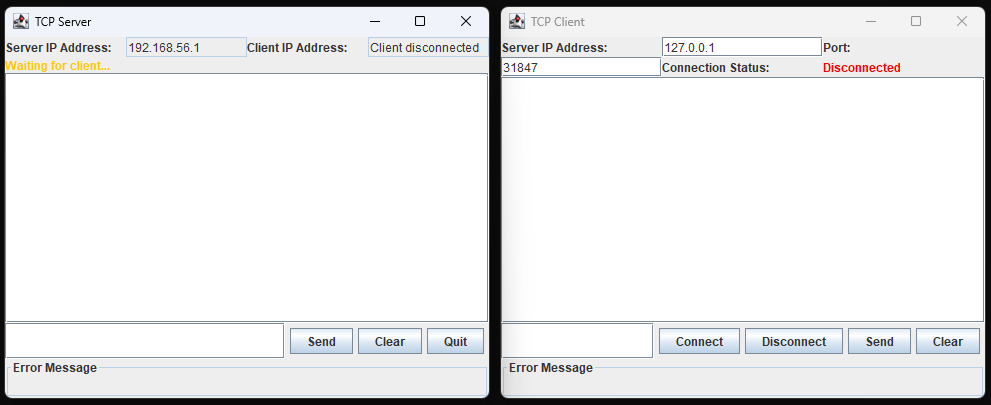 TCP Server
Server IP Address: 192.168.56.1 Client IP Address: Client disconnected
Waiting for client...
Send Clear Quit
Error Message
TCP Client
Server IP Address: 127.0.0.1 Port:
31847 Connection Status: Disconnected
Connect Disconnect Send Clear
Error Message